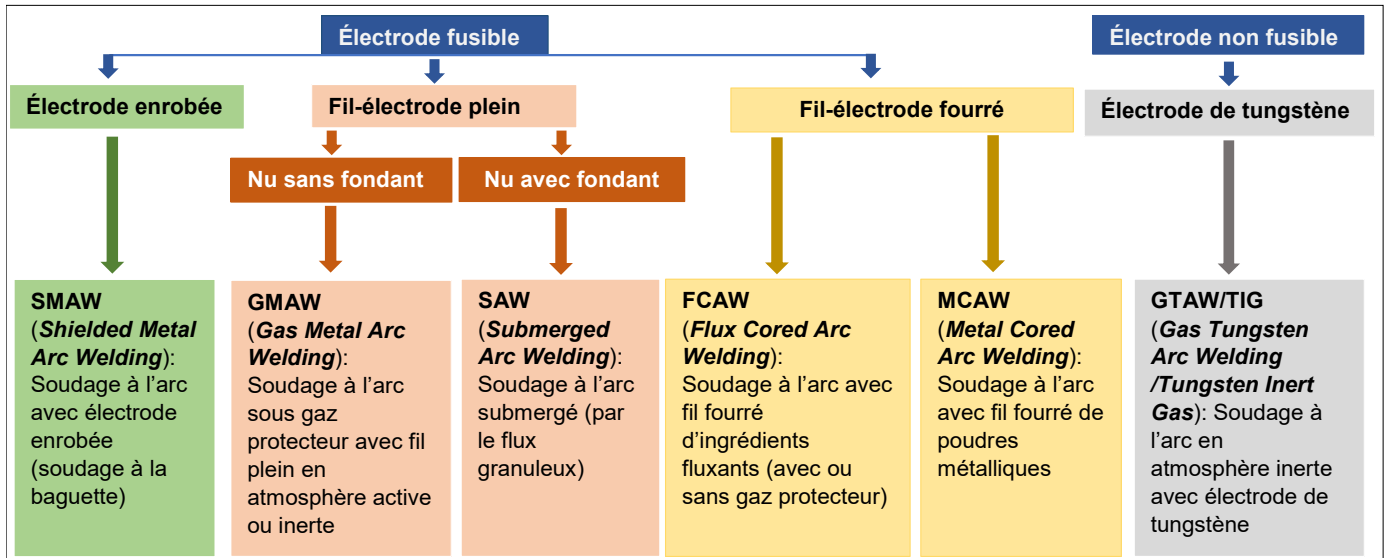 Électrode fusible
Électrode non fusible
Électrode enrobée
Fil-électrode plein
Fil-électrode fourré
Électrode de tungstène
Nu sans fondant
Nu avec fondant
SMAW
(Shielded Metal
Arc Welding):
Soudage à l’arc
avec électrode
enrobée
(soudage à la
baguette)
GMAW
(Gas Metal Arc
Welding):
Soudage à l’arc
sous gaz
protecteur avec fil
plein en
atmosphère active
ou inerte
SAW
(Submerged
Arc Welding):
Soudage à l’arc
submergé (par
le flux
granuleux)
FCAW
(Flux Cored Arc
Welding):
Soudage à l’arc avec
fil fourré
d’ingrédients
fluxants (avec ou
sans gaz protecteur)
MCAW
(Metal Cored
Arc Welding):
Soudage à l’arc
avec fil fourré de
poudres
métalliques
GTAW/TIG
(Gas Tungsten
Arc Welding
/Tungsten Inert
Gas): Soudage à
l’arc en
atmosphère inerte
avec électrode de
tungstène